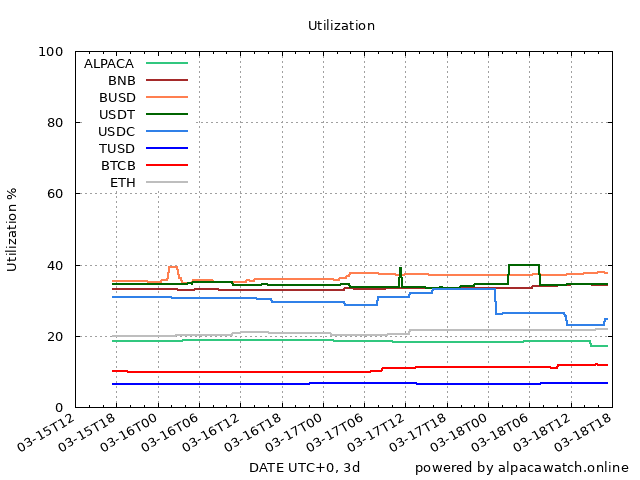 Utilization
100
80
60
40
20
0
Utilization %
ALPACA
BNB
BUSD
USDT
USDC
TUSD
BTCB
ETH
03-15T12
03-15T18
03-16T00
03-16T06
03-16T12
03-16T18
03-17T00
03-17T06
03-17T12
03-17T18
03-18T00
03-18T06
03-18T12
03-18T18
DATE UTC+0, 3d
powered by alpacawatch.online